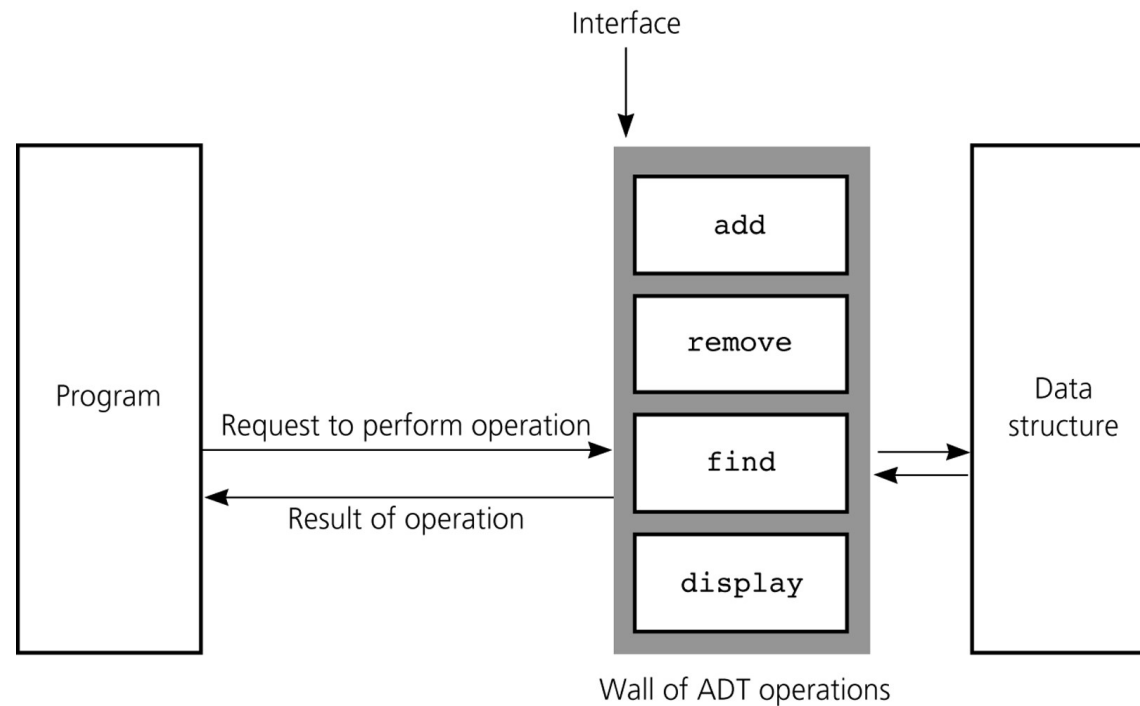 Interface
Program
Request to perform operation
Result of operation
add
remove
find
display
Data
structure
Wall of ADT operations